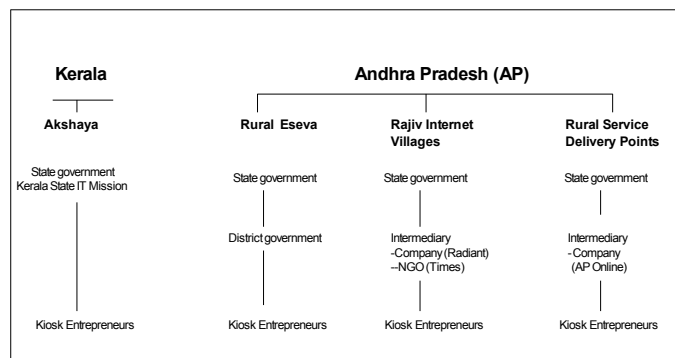 Kerala
Andhra Pradesh (AP)
Akshaya
Rural Eseva
Rajiv Internet
Villages
Rural Service
Delivery Points
State government
Kerala State IT Mission
State government
State government
State government
District government
Intermediary
-Company (Radiant)
--NGO (Times)
Intermediary
- Company
(AP Online)
Kiosk Entrepreneurs
Kiosk Entrepreneurs
Kiosk Entrepreneurs
Kiosk Entrepreneurs